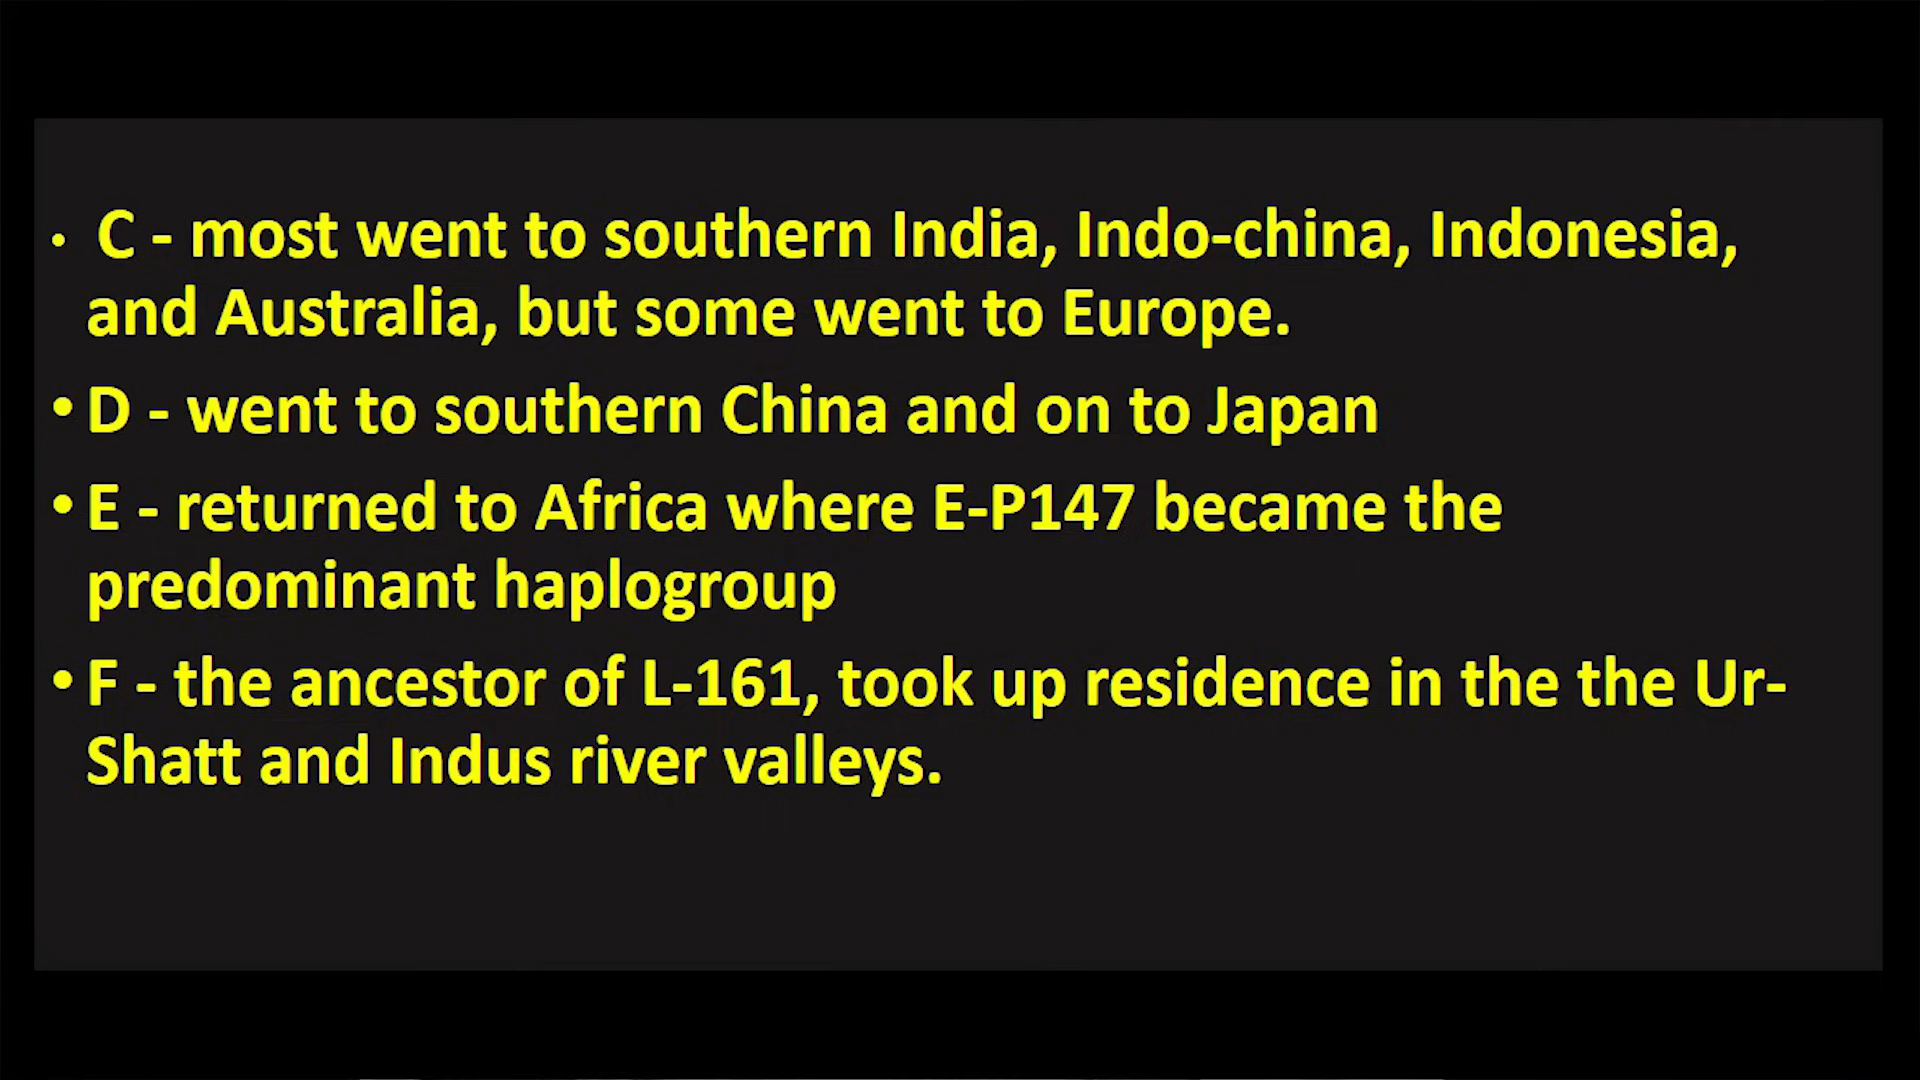 • C - most went to southern India, Indo-china, Indonesia,
and Australia, but some went to Europe.
• D - went to southern China and on to Japan
• E - returned to Africa where E-P147 became the
predominant haplogroup
• F - the ancestor of L-161, took up residence in the the Ur-
Shatt and Indus river valleys.